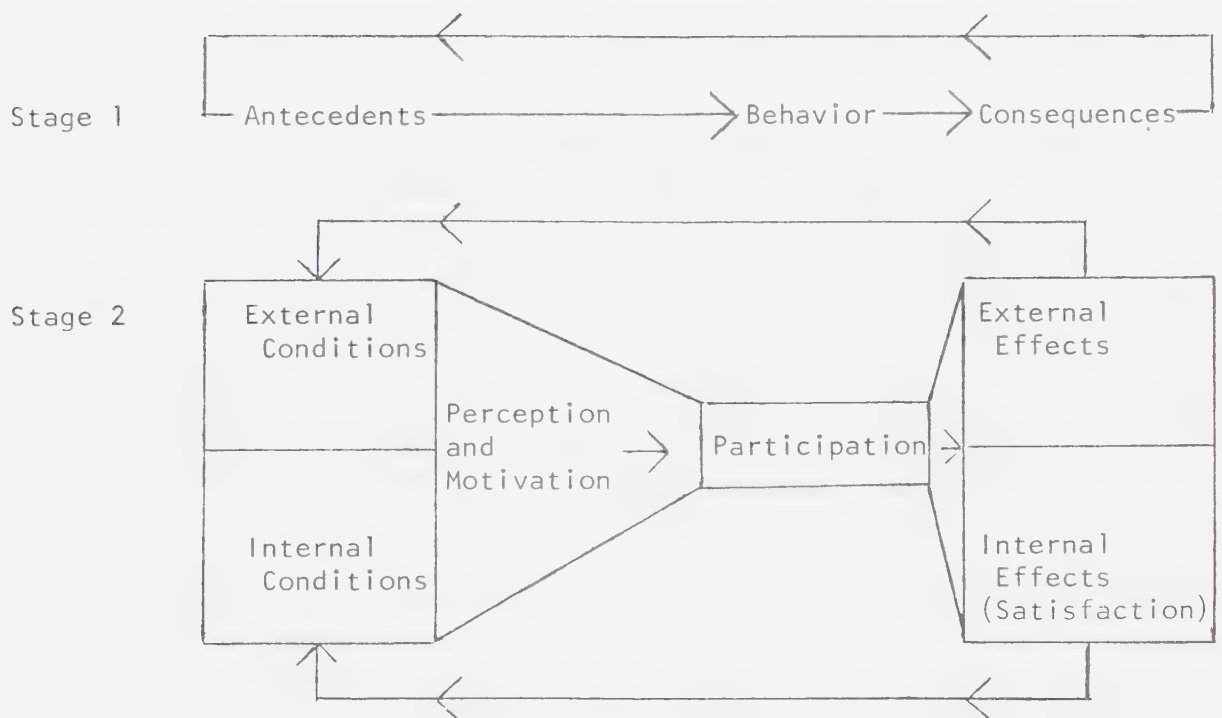 Stage 1
Antecedents
Behavior
Consequences
Stage 2
External
Conditions
Internal
Conditions
Perception
and
Motivation
Participation
External
Effects
Internal
Effects
(Satisfaction)